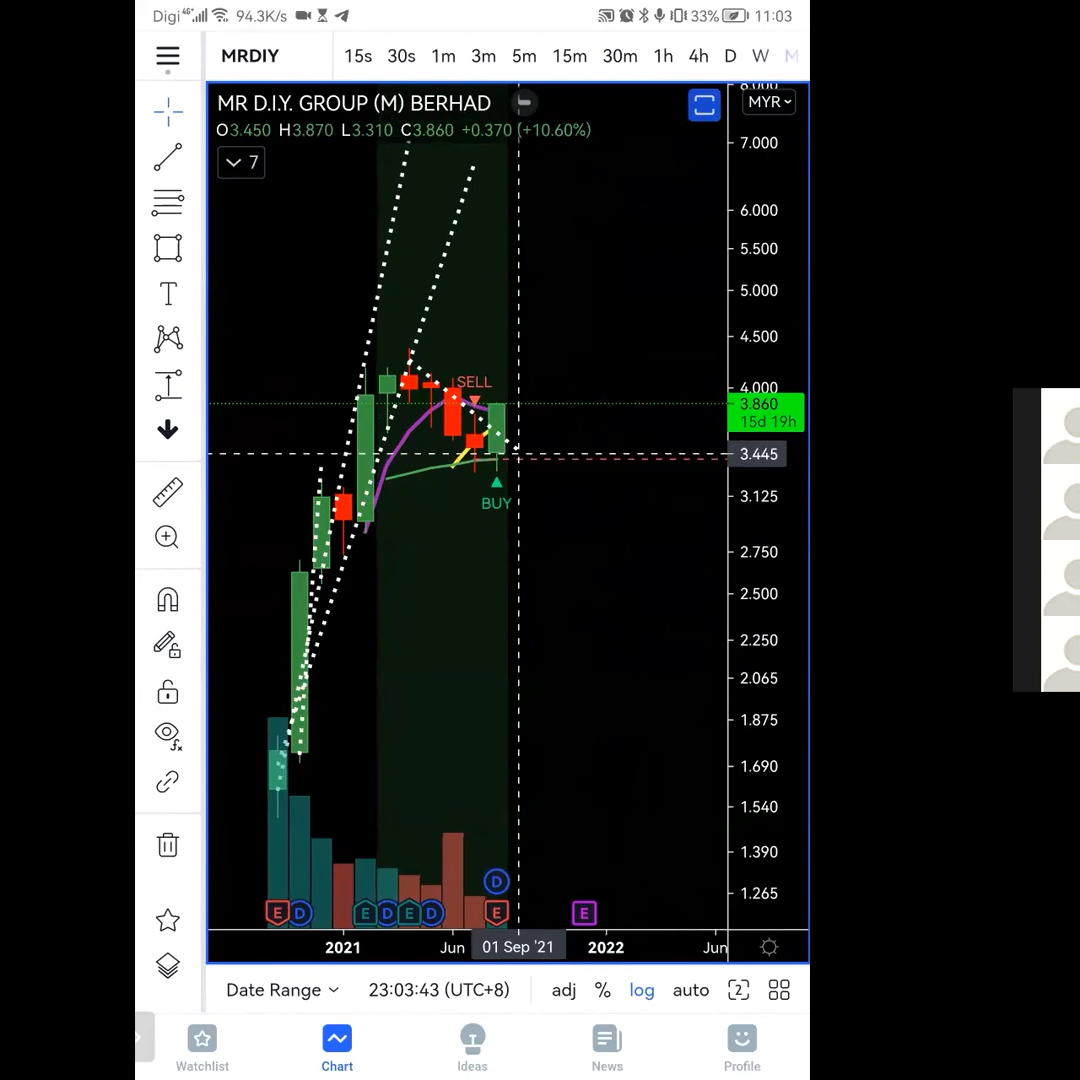 Digi 4G 94.3K/s 33% 11:03
MRDIY 15s 30s 1m 3m 5m 15m 30m 1h 4h D W M
8.000
MR D.I.Y. GROUP (M) BERHAD MYR
O3.450 H3.870 L3.310 C3.860 +0.370 (+10.60%)
7.000
7
6.000
5.500
5.000
4.500
SELL
4.000
3.860
15d 19h
3.445
3.125
BUY
2.750
2.500
2.250
2.065
1.875
1.690
1.540
1.390
1.265
D
E D E D E D E E
2021 Jun 01 Sep '21 2022 Jun
Date Range 23:03:43 (UTC+8) adj % log auto 2
Watchlist Chart Ideas News Profile